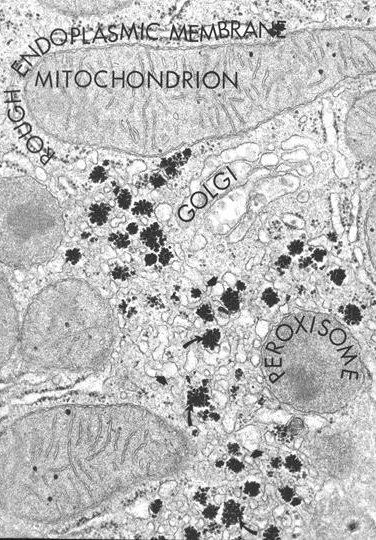 ROUGH ENDOPLASMIC MEMBRANE
MITOCHONDRION
GOLGI
PEROXISOME